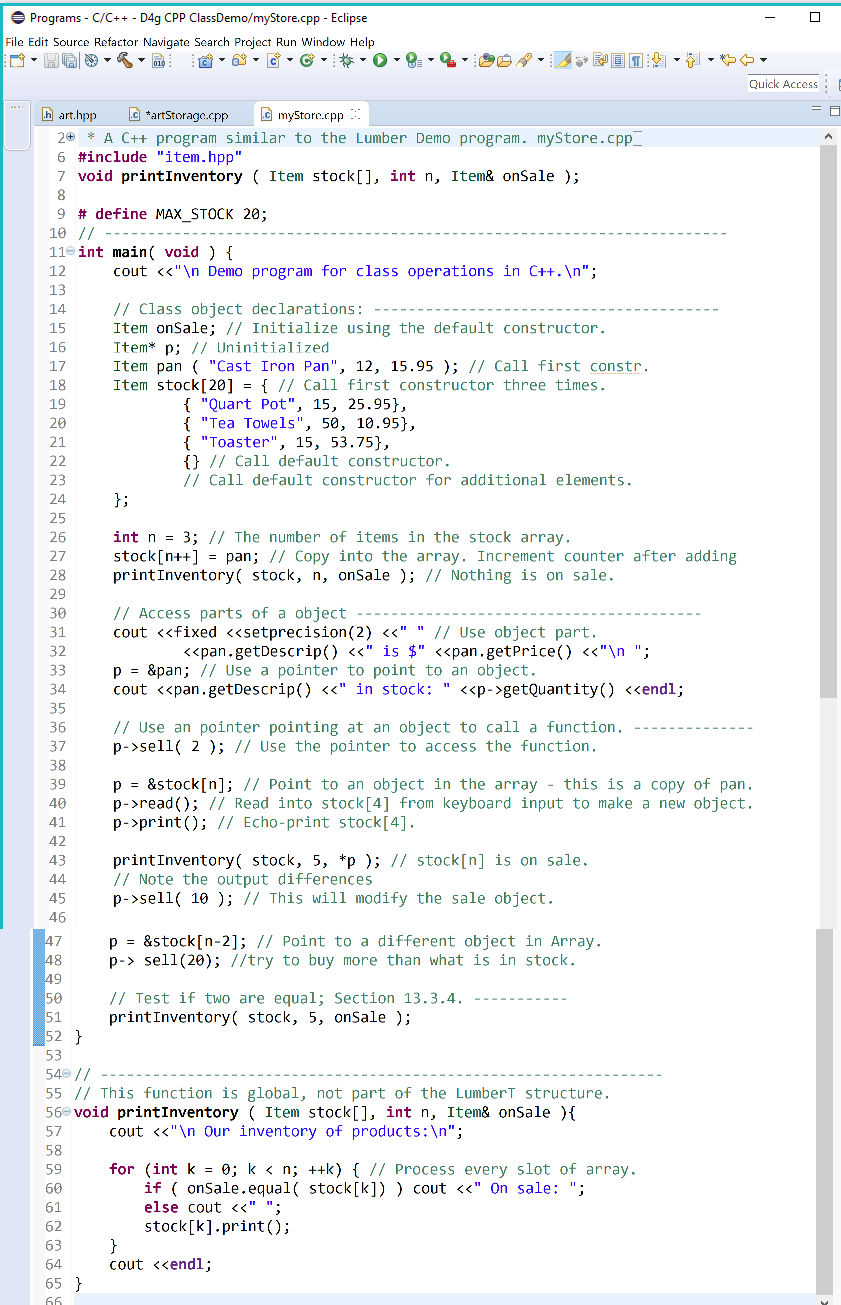 Programs - C/C++ - D4g CPP ClassDemo/myStore.cpp - Eclipse
File Edit Source Refactor Navigate Search Project Run Window Help
Quick Access
art.hpp *artStorage.cpp myStore.cpp
2 * A C++ program similar to the Lumber Demo program. myStore.cpp
6 #include "item.hpp"
7 void printInventory ( Item stock[], int n, Item& onSale );
8
9 # define MAX_STOCK 20;
10 // -----------------------------------------------------------------------
11 int main( void ) {
12 cout <<"\n Demo program for class operations in C++.\n";
13
14 // Class object declarations: ----------------------------------------
15 Item onSale; // Initialize using the default constructor.
16 Item* p; // Uninitialized
17 Item pan ( "Cast Iron Pan", 12, 15.95 ); // Call first constr.
18 Item stock[20] = { // Call first constructor three times.
19 { "Quart Pot", 15, 25.95},
20 { "Tea Towels", 50, 10.95},
21 { "Toaster", 15, 53.75},
22 {} // Call default constructor.
23 // Call default constructor for additional elements.
24 };
25
26 int n = 3; // The number of items in the stock array.
27 stock[n++] = pan; // Copy into the array. Increment counter after adding
28 printInventory( stock, n, onSale ); // Nothing is on sale.
29
30 // Access parts of a object ----------------------------------------
31 cout <<fixed <<setprecision(2) <<" " // Use object part.
32 <<pan.getDescrip() <<" is $" <<pan.getPrice() <<"\n ";
33 p = &pan; // Use a pointer to point to an object.
34 cout <<pan.getDescrip() <<" in stock: " <<p->getQuantity() <<endl;
35
36 // Use an pointer pointing at an object to call a function. --------------
37 p->sell( 2 ); // Use the pointer to access the function.
38
39 p = &stock[n]; // Point to an object in the array - this is a copy of pan.
40 p->read(); // Read into stock[4] from keyboard input to make a new object.
41 p->print(); // Echo-print stock[4].
42
43 printInventory( stock, 5, *p ); // stock[n] is on sale.
44 // Note the output differences
45 p->sell( 10 ); // This will modify the sale object.
46
47 p = &stock[n-2]; // Point to a different object in Array.
48 p-> sell(20); //try to buy more than what is in stock.
49
50 // Test if two are equal; Section 13.3.4. -----------
51 printInventory( stock, 5, onSale );
52 }
53
54 // ----------------------------------------------------------------
55 // This function is global, not part of the LumberT structure.
56 void printInventory ( Item stock[], int n, Item& onSale ){
57 cout <<"\n Our inventory of products:\n";
58
59 for (int k = 0; k < n; ++k) { // Process every slot of array.
60 if ( onSale.equal( stock[k]) ) cout <<" On sale: ";
61 else cout <<" ";
62 stock[k].print();
63 }
64 cout <<endl;
65 }
66